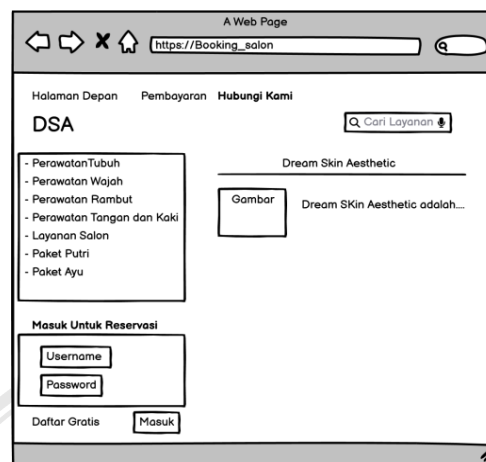 A Web Page
https://Booking_salon
Halaman Depan Pembayaran Hubungi Kami
DSA
Cari Layanan
- PerawatanTubuh
- Perawatan Wajah
- Perawatan Rambut
- Perawatan Tangan dan Kaki
- Layanan Salon
- Paket Putri
- Paket Ayu
Dream Skin Aesthetic
Gambar
Dream SKin Aesthetic adalah....
Masuk Untuk Reservasi
Username
Password
Daftar Gratis
Masuk